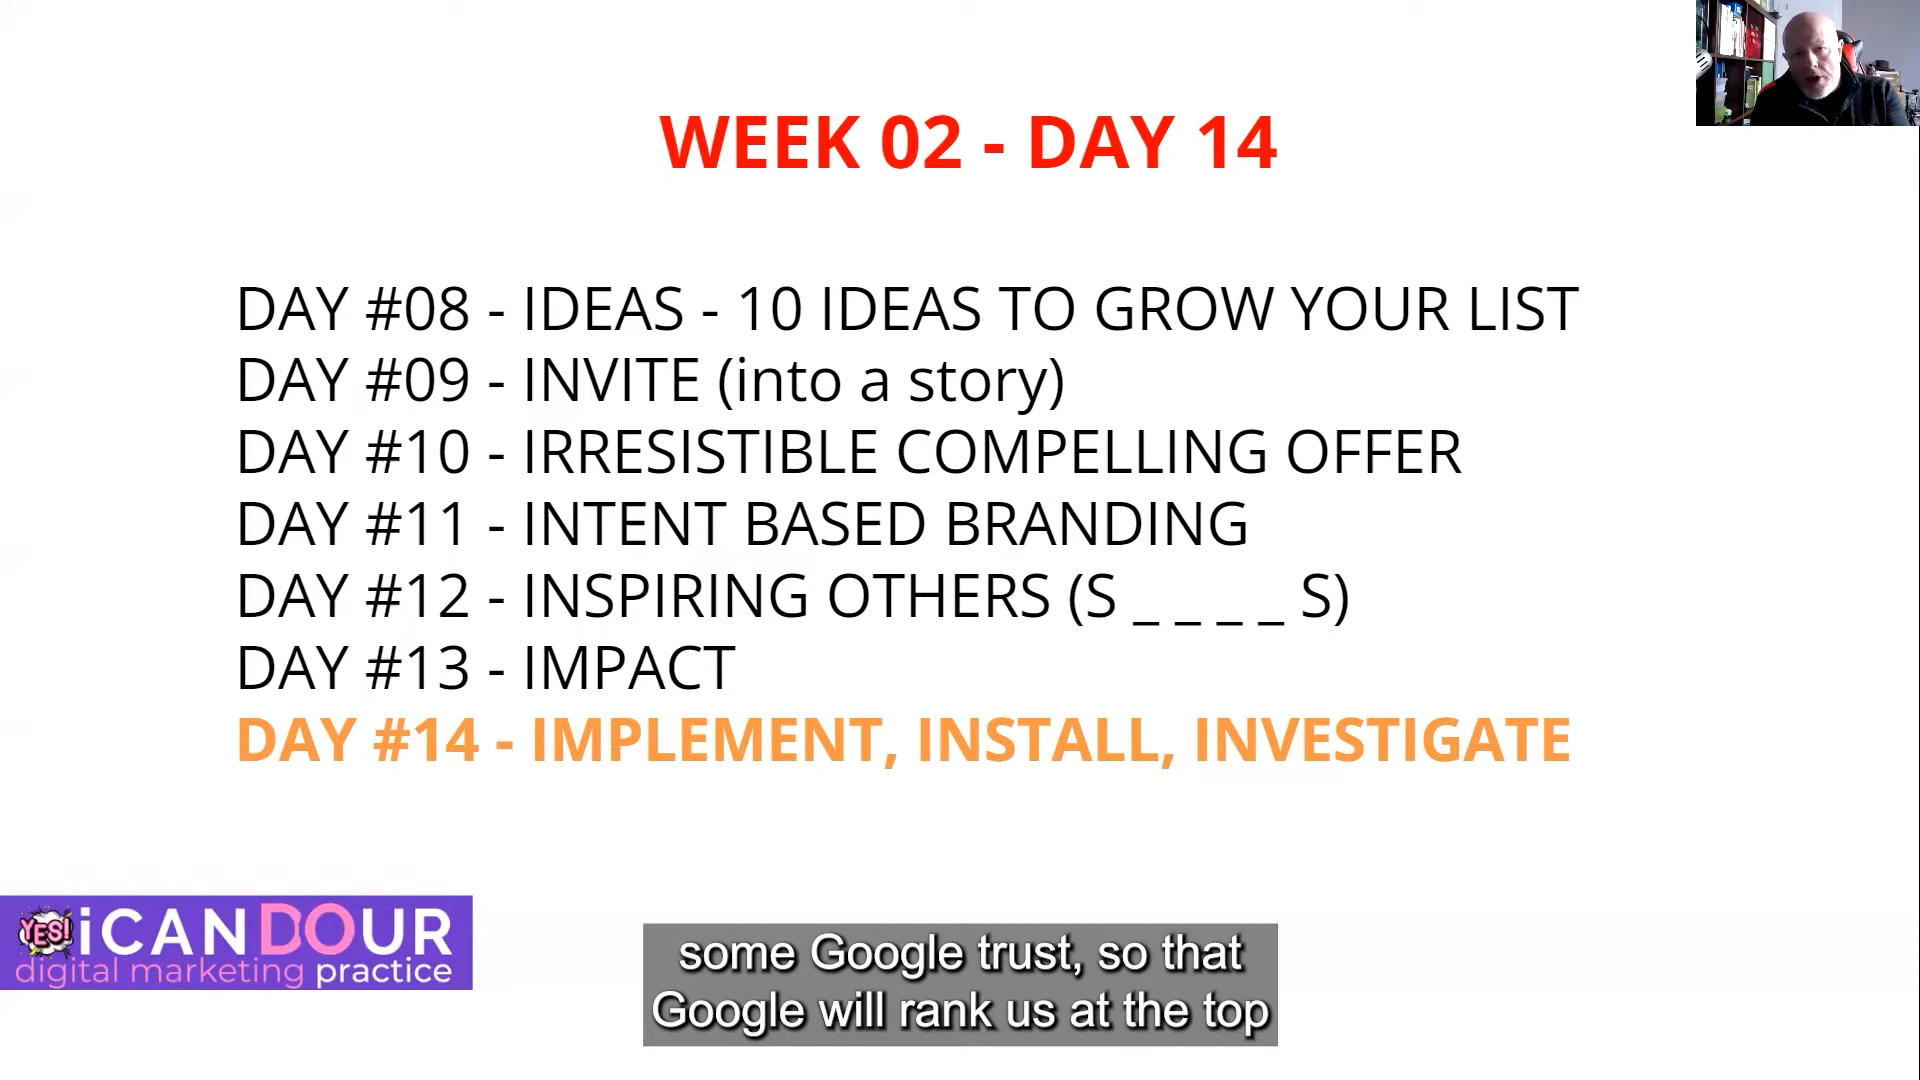 WEEK 02 - DAY 14
DAY #08 - IDEAS - 10 IDEAS TO GROW YOUR LIST
DAY #09 - INVITE (into a story)
DAY #10 - IRRESISTIBLE COMPELLING OFFER
DAY #11 - INTENT BASED BRANDING
DAY #12 - INSPIRING OTHERS (S _ _ _ _ S)
DAY #13 - IMPACT
DAY #14 - IMPLEMENT, INSTALL, INVESTIGATE
YES! iCANDOUR
digital marketing practice
some Google trust, so that
Google will rank us at the top